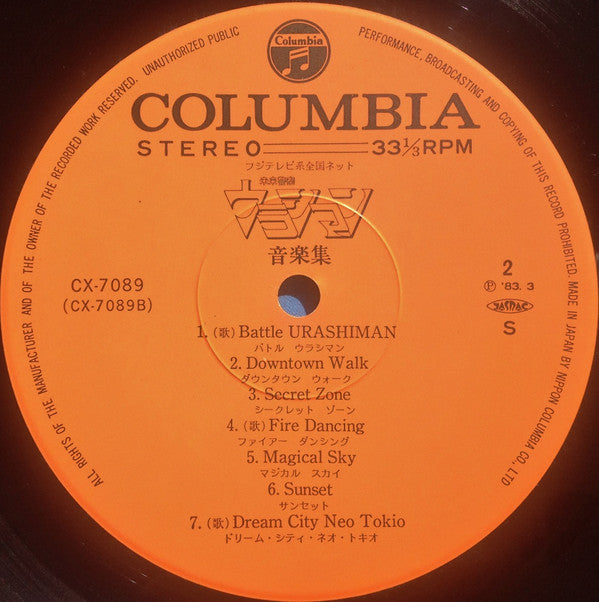 ALL RIGHTS OF THE MANUFACTURER AND OF THE OWNER OF THE RECORDED WORK RESERVED. UNAUTHORIZED PUBLIC PERFORMANCE, BROADCASTING AND COPYING OF THIS RECORD PROHIBITED. MADE IN JAPAN BY NIPPON COLUMBIA CO., LTD
Columbia
COLUMBIA
STEREO 33⅓RPM
フジテレビ系全国ネット
未来警察
ウラシマン
音楽集
CX-7089
(CX-7089B)
2
Ⓟ '83. 3
JASRAC
S
1. (歌) Battle URASHIMAN
バトル ウラシマン
2. Downtown Walk
ダウンタウン ウォーク
3. Secret Zone
シークレット ゾーン
4. (歌) Fire Dancing
ファイアー ダンシング
5. Magical Sky
マジカル スカイ
6. Sunset
サンセット
7. (歌) Dream City Neo Tokio
ドリーム・シティ・ネオ・トキオ